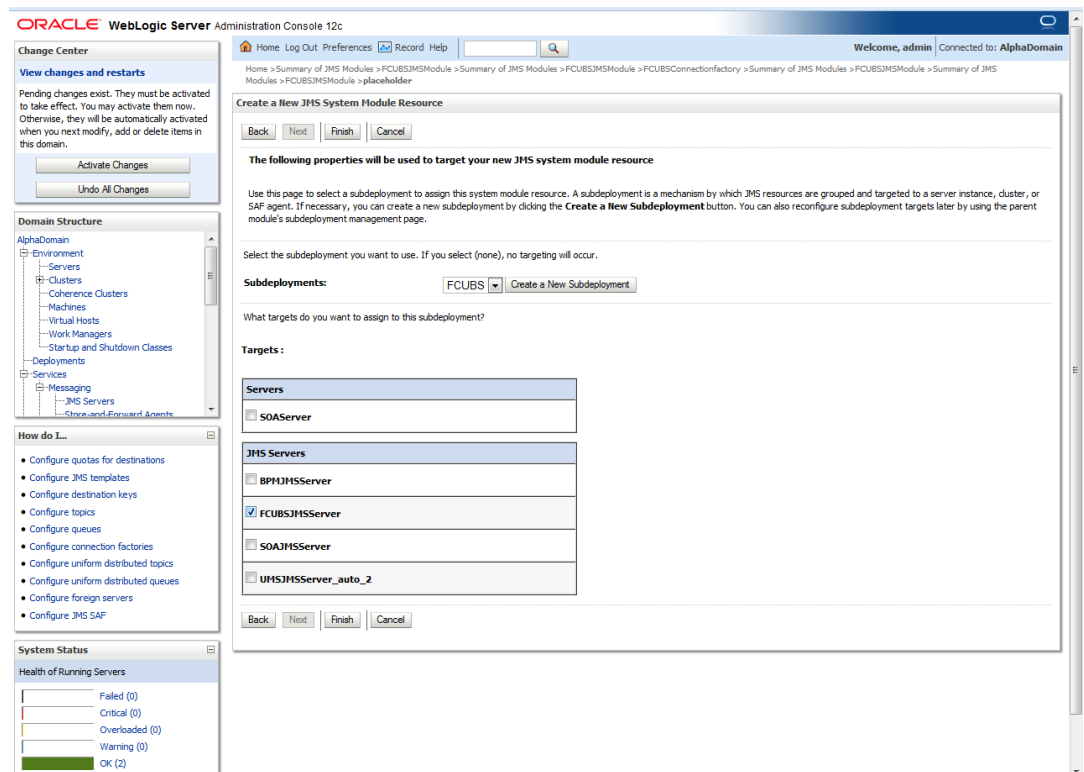 ORACLE WebLogic Server Administration Console 12c
Change Center
View changes and restarts
Pending changes exist. They must be activated
to take effect. You may activate them now.
Otherwise, they will be automatically activated
when you next modify, add or delete items in
this domain.
Activate Changes
Undo All Changes
Domain Structure
AlphaDomain
Environment
Servers
Clusters
Coherence Clusters
Machines
Virtual Hosts
Work Managers
Startup and Shutdown Classes
Deployments
Services
Messaging
JMS Servers
Store-and-Forward Agents
How do I...
Configure quotas for destinations
Configure JMS templates
Configure destination keys
Configure topics
Configure queues
Configure connection factories
Configure uniform distributed topics
Configure uniform distributed queues
Configure foreign servers
Configure JMS SAF
System Status
Health of Running Servers
Failed (0)
Critical (0)
Overloaded (0)
Warning (0)
OK (2)
Home Log Out Preferences Record Help
Welcome, admin Connected to: AlphaDomain
Home >Summary of JMS Modules >FCUBSJMSModule >Summary of JMS Modules >FCUBSJMSModule >FCUBSConnectionfactory >Summary of JMS Modules >FCUBSJMSModule >Summary of JMS
Modules >FCUBSJMSModule >placeholder
Create a New JMS System Module Resource
Back Next Finish Cancel
The following properties will be used to target your new JMS system module resource
Use this page to select a subdeployment to assign this system module resource. A subdeployment is a mechanism by which JMS resources are grouped and targeted to a server instance, cluster, or
SAF agent. If necessary, you can create a new subdeployment by clicking the Create a New Subdeployment button. You can also reconfigure subdeployment targets later by using the parent
module's subdeployment management page.
Select the subdeployment you want to use. If you select (none), no targeting will occur.
Subdeployments: FCUBS Create a New Subdeployment
What targets do you want to assign to this subdeployment?
Targets :
Servers
SOAServer
JMS Servers
BPMJMSServer
FCUBSJMSServer
SOAJMSServer
UMSJMSServer_auto_2
Back Next Finish Cancel